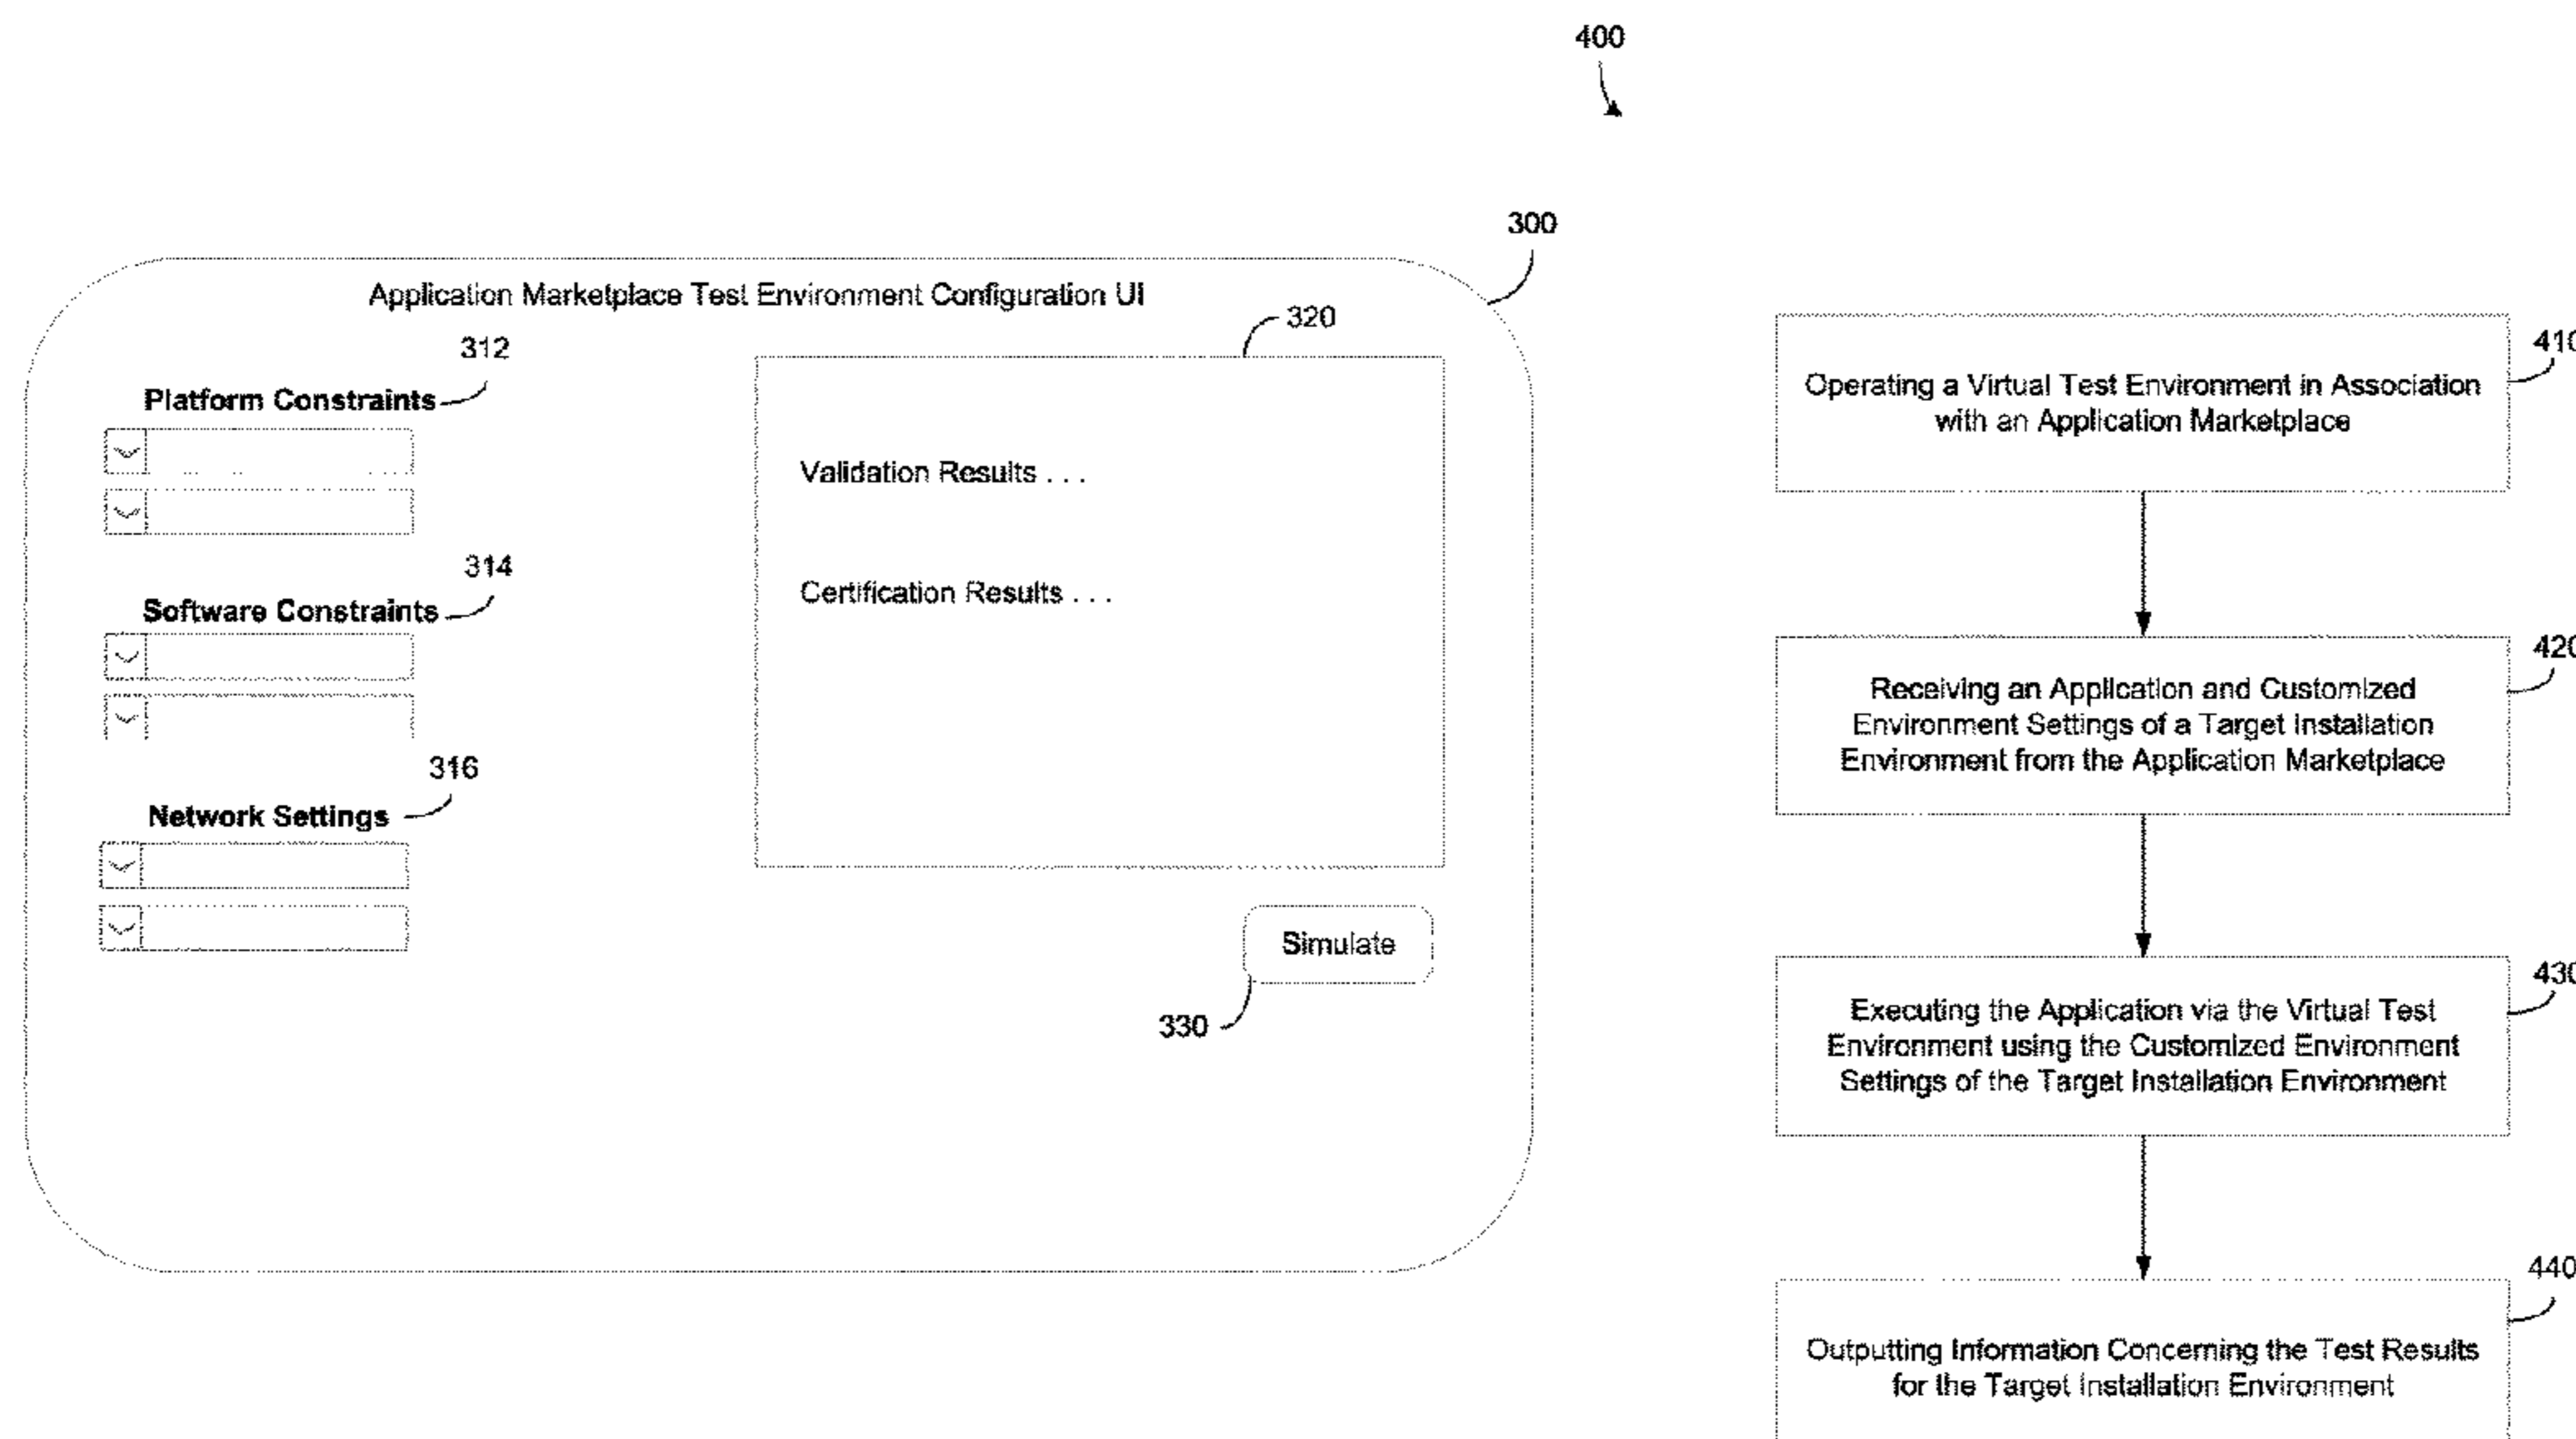 400
300
Application Marketplace Test Environment Configuration UI
320
312
Platform Constraints
314
Software Constraints
316
Network Settings
Validation Results . . .
Certification Results . . .
Simulate
330
410
Operating a Virtual Test Environment in Association
with an Application Marketplace
420
Receiving an Application and Customized
Environment Settings of a Target Installation
Environment from the Application Marketplace
430
Executing the Application via the Virtual Test
Environment using the Customized Environment
Settings of the Target Installation Environment
440
Outputting Information Concerning the Test Results
for the Target Installation Environment